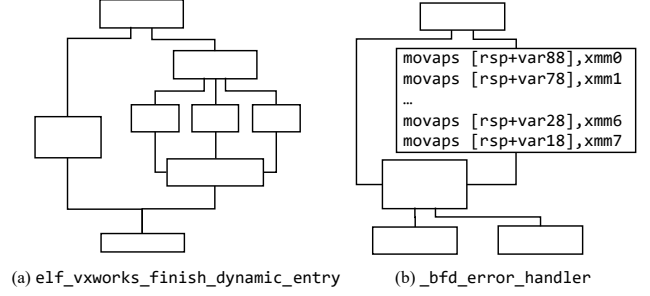 movaps [rsp+var88],xmm0
movaps [rsp+var78],xmm1
…
movaps [rsp+var28],xmm6
movaps [rsp+var18],xmm7
(a) elf_vxworks_finish_dynamic_entry
(b) _bfd_error_handler